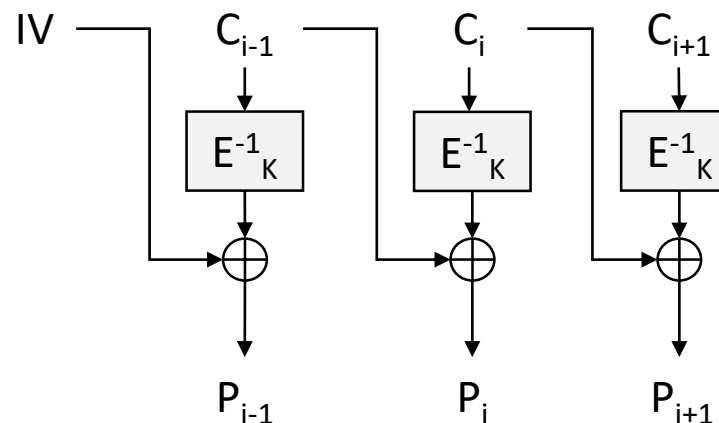 IV C_{i-1} C_i C_{i+1}
E^{-1}_K E^{-1}_K E^{-1}_K
P_{i-1} P_i P_{i+1}